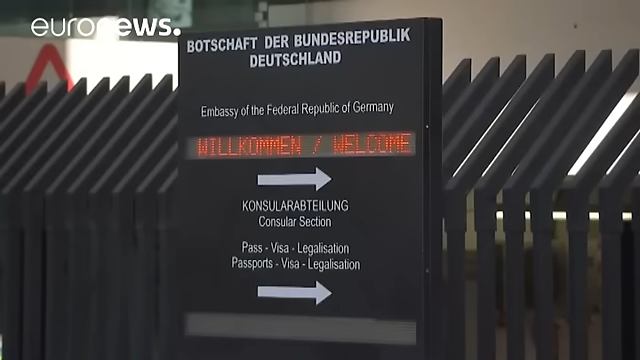 euronews.
BOTSCHAFT DER BUNDESREPUBLIK
DEUTSCHLAND
Embassy of the Federal Republic of Germany
WILLKOMMEN / WELCOME
KONSULARABTEILUNG
Consular Section
Pass - Visa - Legalisation
Passports - Visa - Legalisation